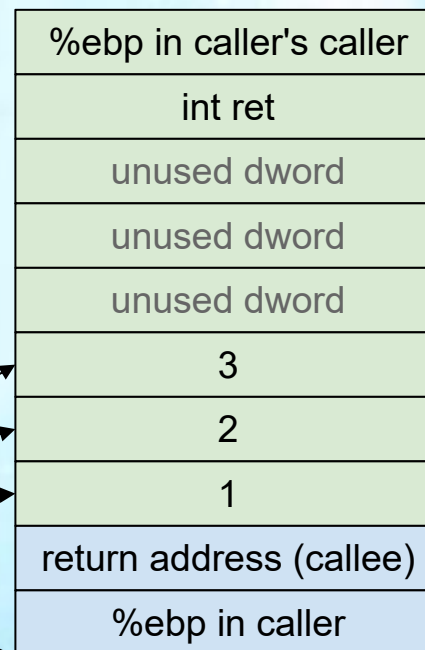 %ebp in caller's caller
int ret
unused dword
unused dword
unused dword
3
2
1
return address (callee)
%ebp in caller